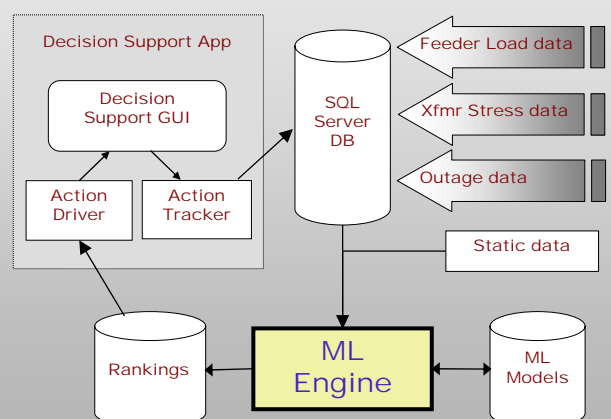 Decision Support App
Decision
Support GUI
Action
Driver
Action
Tracker
SQL
Server
DB
Feeder Load data
Xfmr Stress data
Outage data
Static data
Rankings
ML
Engine
ML
Models